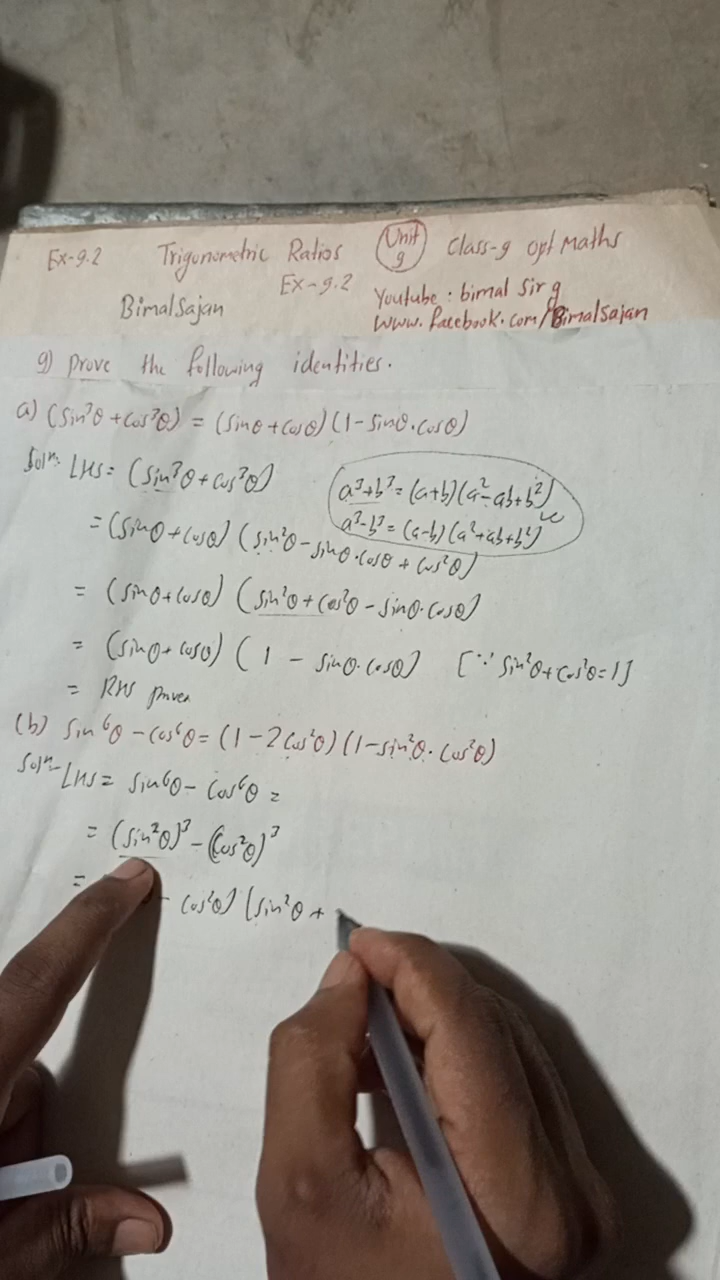 Ex-9.2 Trigonometric Ratios (Unit 9) Class-9 opt Maths
Ex-9.2
BimalSajan Youtube: bimal Sir g
www.facebook.com/BimalSajan
9) Prove the following identities.
a) (Sin³θ + Cos³θ) = (Sinθ + Cosθ) (1 - Sinθ. Cosθ)
Solⁿ: LHS = (Sin³θ + Cos³θ)
a³+b³ = (a+b) (a²-ab+b²)
a³-b³ = (a-b) (a²+ab+b²)
= (Sinθ + Cosθ) (Sin²θ - Sinθ.Cosθ + Cos²θ)
= (Sinθ + Cosθ) (Sin²θ + Cos²θ - Sinθ.Cosθ)
= (Sinθ + Cosθ) ( 1 - Sinθ. Cosθ) [∵ Sin²θ + Cos²θ = 1]
= RHS proven
(b) Sin⁶θ - Cos⁶θ = (1 - 2Cos²θ) (1 - Sin²θ. Cos²θ)
Solⁿ LHS = Sin⁶θ - Cos⁶θ =
= (Sin²θ)³ - (Cos²θ)³
= - Cos²θ) (Sin²θ +